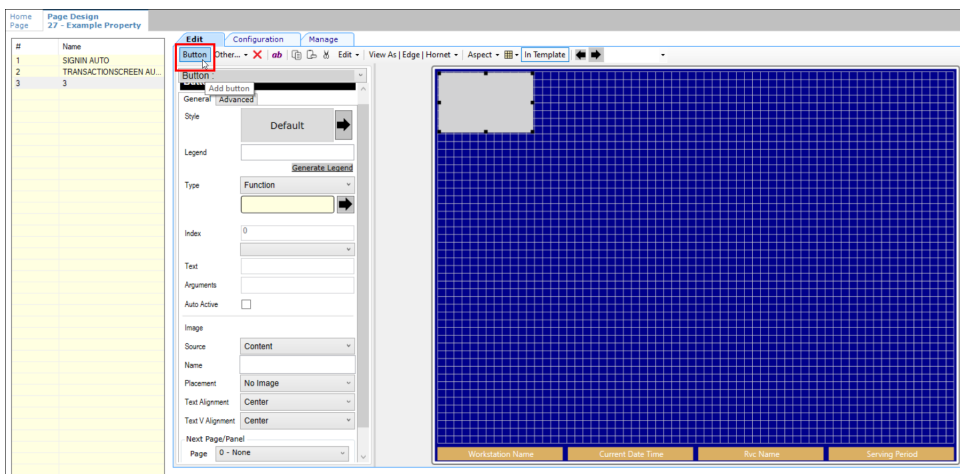 Home Page
Page Design
27 - Example Property
# Name
1 SIGNIN AUTO
2 TRANSACTIONSCREEN AU...
3 3
Edit Configuration Manage
Button Other... ab Edit View As | Edge | Hornet Aspect In Template
Button :
Add button
General Advanced
Style Default
Legend
Generate Legend
Type Function
Index 0
Text
Arguments
Auto Active
Image
Source Content
Name
Placement No Image
Text Alignment Center
Text V Alignment Center
Next Page/Panel
Page 0 - None
Workstation Name Current Date Time Rvc Name Serving Period